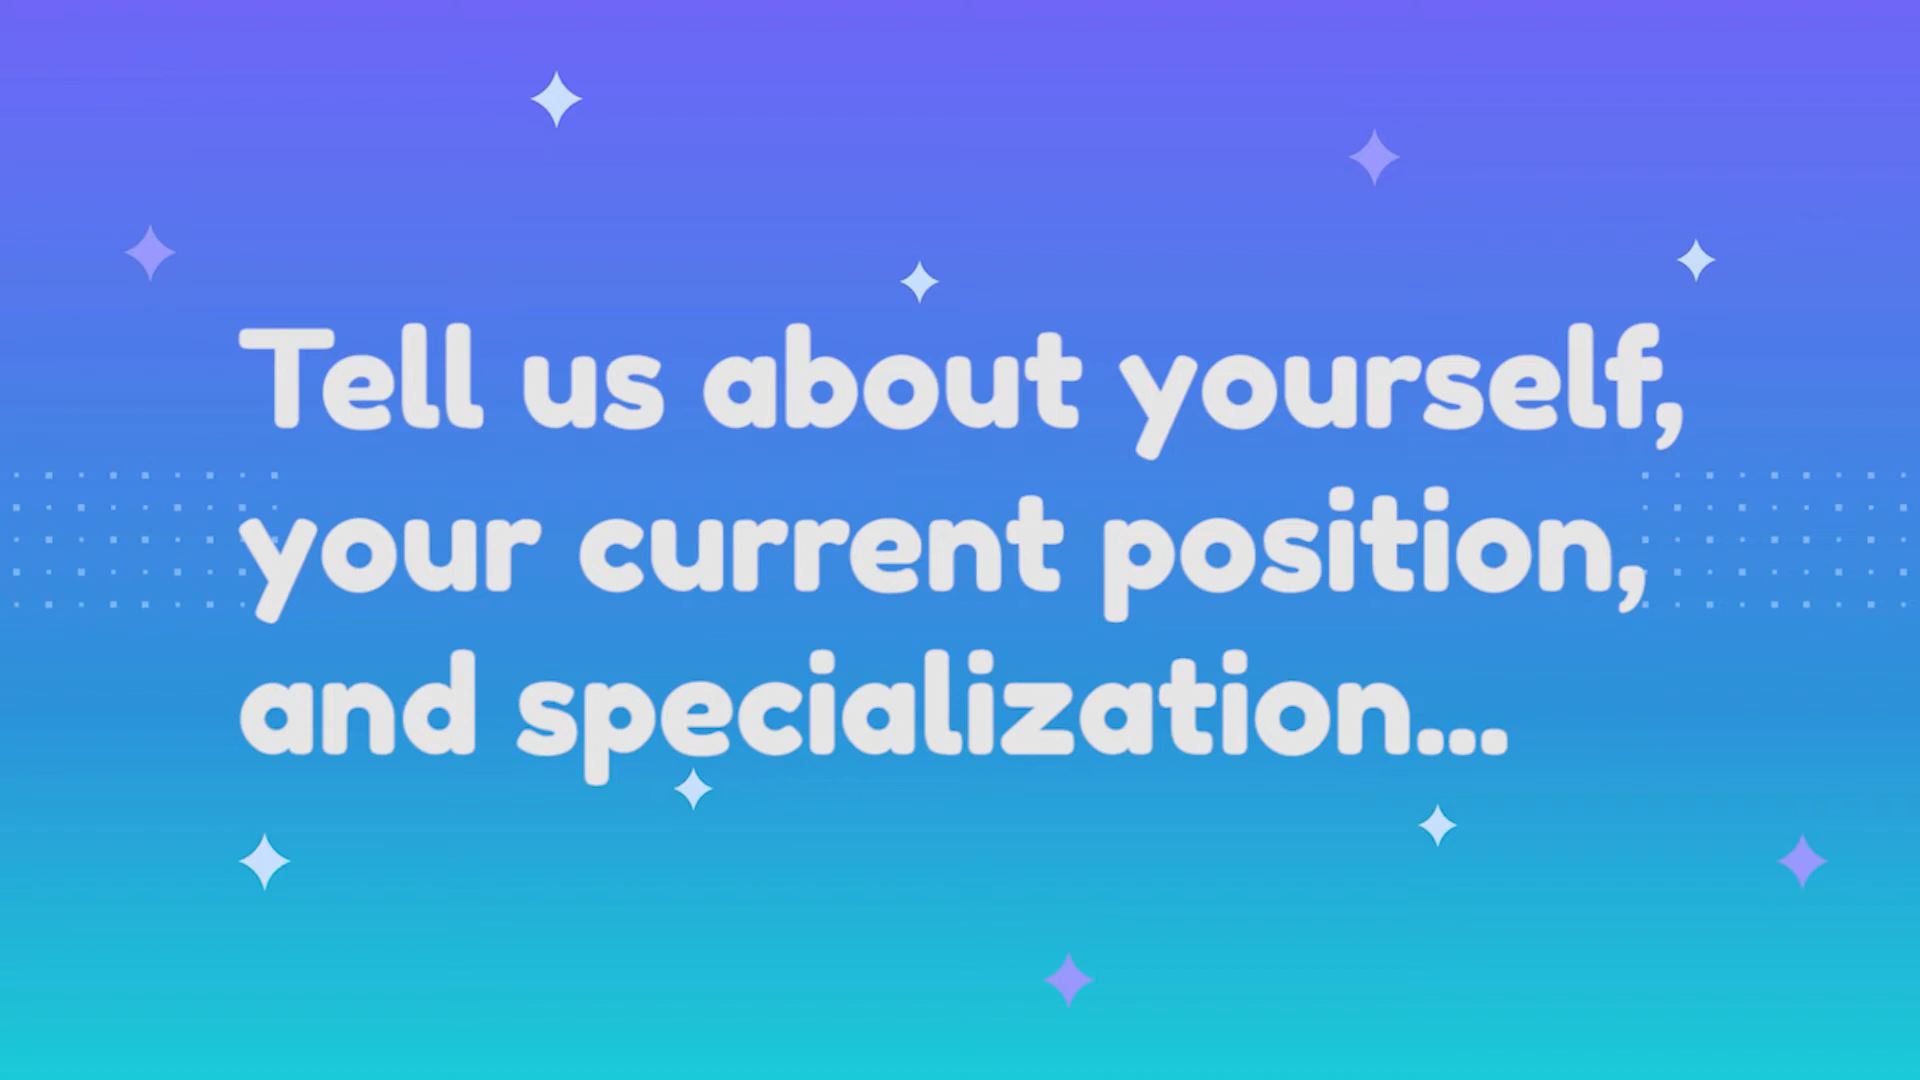 Tell us about yourself,
your current position,
and specialization...